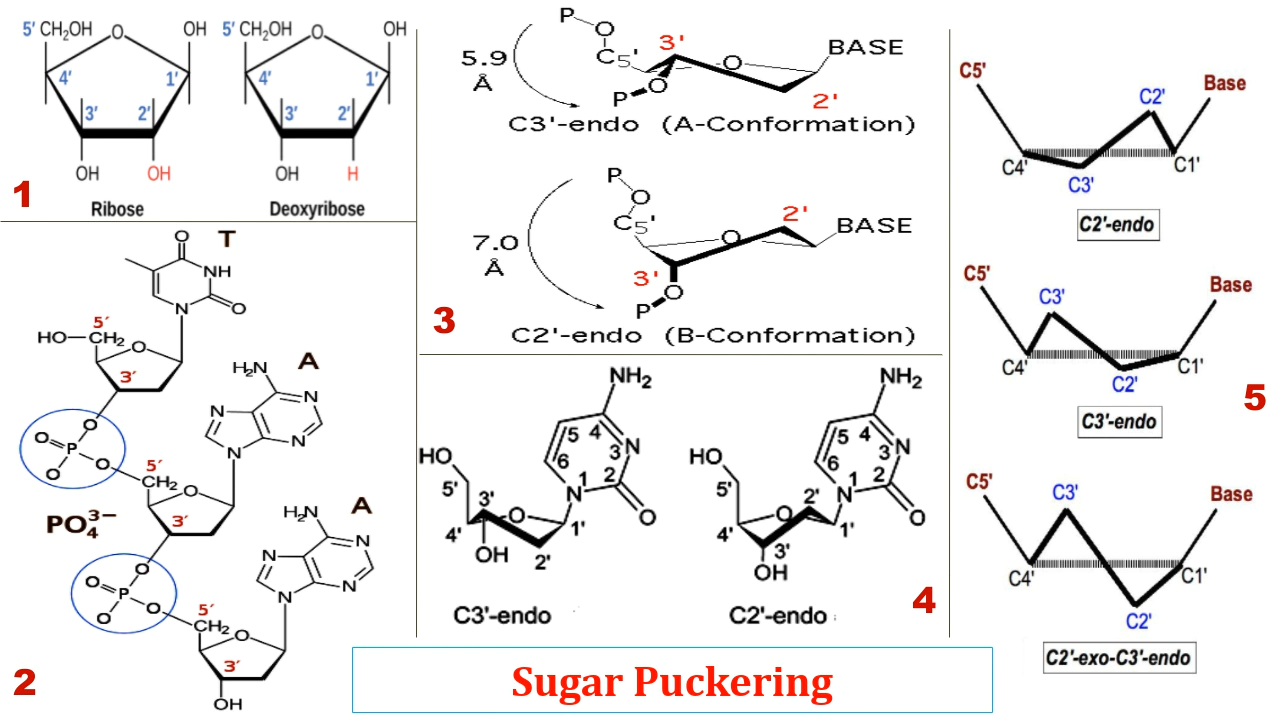 5′ CH₂OH O OH
4′ 1′
3′ 2′
OH OH
Ribose
5′ CH₂OH O OH
4′ 1′
3′ 2′
OH H
Deoxyribose
1
T
O
NH
N O
HO 5´
CH₂ O
3´
A
H₂N
N N
N N
O
O P O
O
5´
CH₂ O
3´
PO₄³⁻
A
H₂N
N N
N N
O
O P O
O
5´
CH₂ O
3´
OH
2
P
O
C5' 3' O BASE
5.9
Å
O
P 2'
C3'-endo (A-Conformation)
P
O
C5' 2'
O BASE
7.0
Å
3' O
P
C2'-endo (B-Conformation)
3
NH₂
4
5 N
3
6 1 2
N O
HO
5'
3' O
4' 1'
OH 2'
C3'-endo
NH₂
4
5 N
3
6 1 2
N O
HO
5'
2'
O
4' 1'
3'
OH
C2'-endo
4
C5' C2' Base
C4' C3' C1'
C2'-endo
C5' C3' Base
C4' C2' C1'
C3'-endo
5
C5' C3' Base
C4' C1'
C2'
C2'-exo-C3'-endo
Sugar Puckering